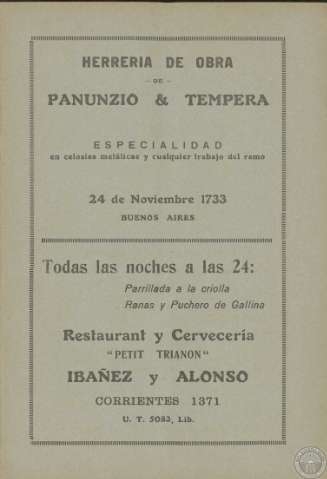 HERRERIA DE OBRA
- DE -
PANUNZIO & TEMPERA
ESPECIALIDAD
en celosías metálicas y cualquier trabajo del ramo
24 de Noviembre 1733
BUENOS AIRES
Todas las noches a las 24:
Parrillada a la criolla
Ranas y Puchero de Gallina
Restaurant y Cervecería
"PETIT TRIANON"
IBAÑEZ y ALONSO
CORRIENTES 1371
U. T. 5083, Lib.